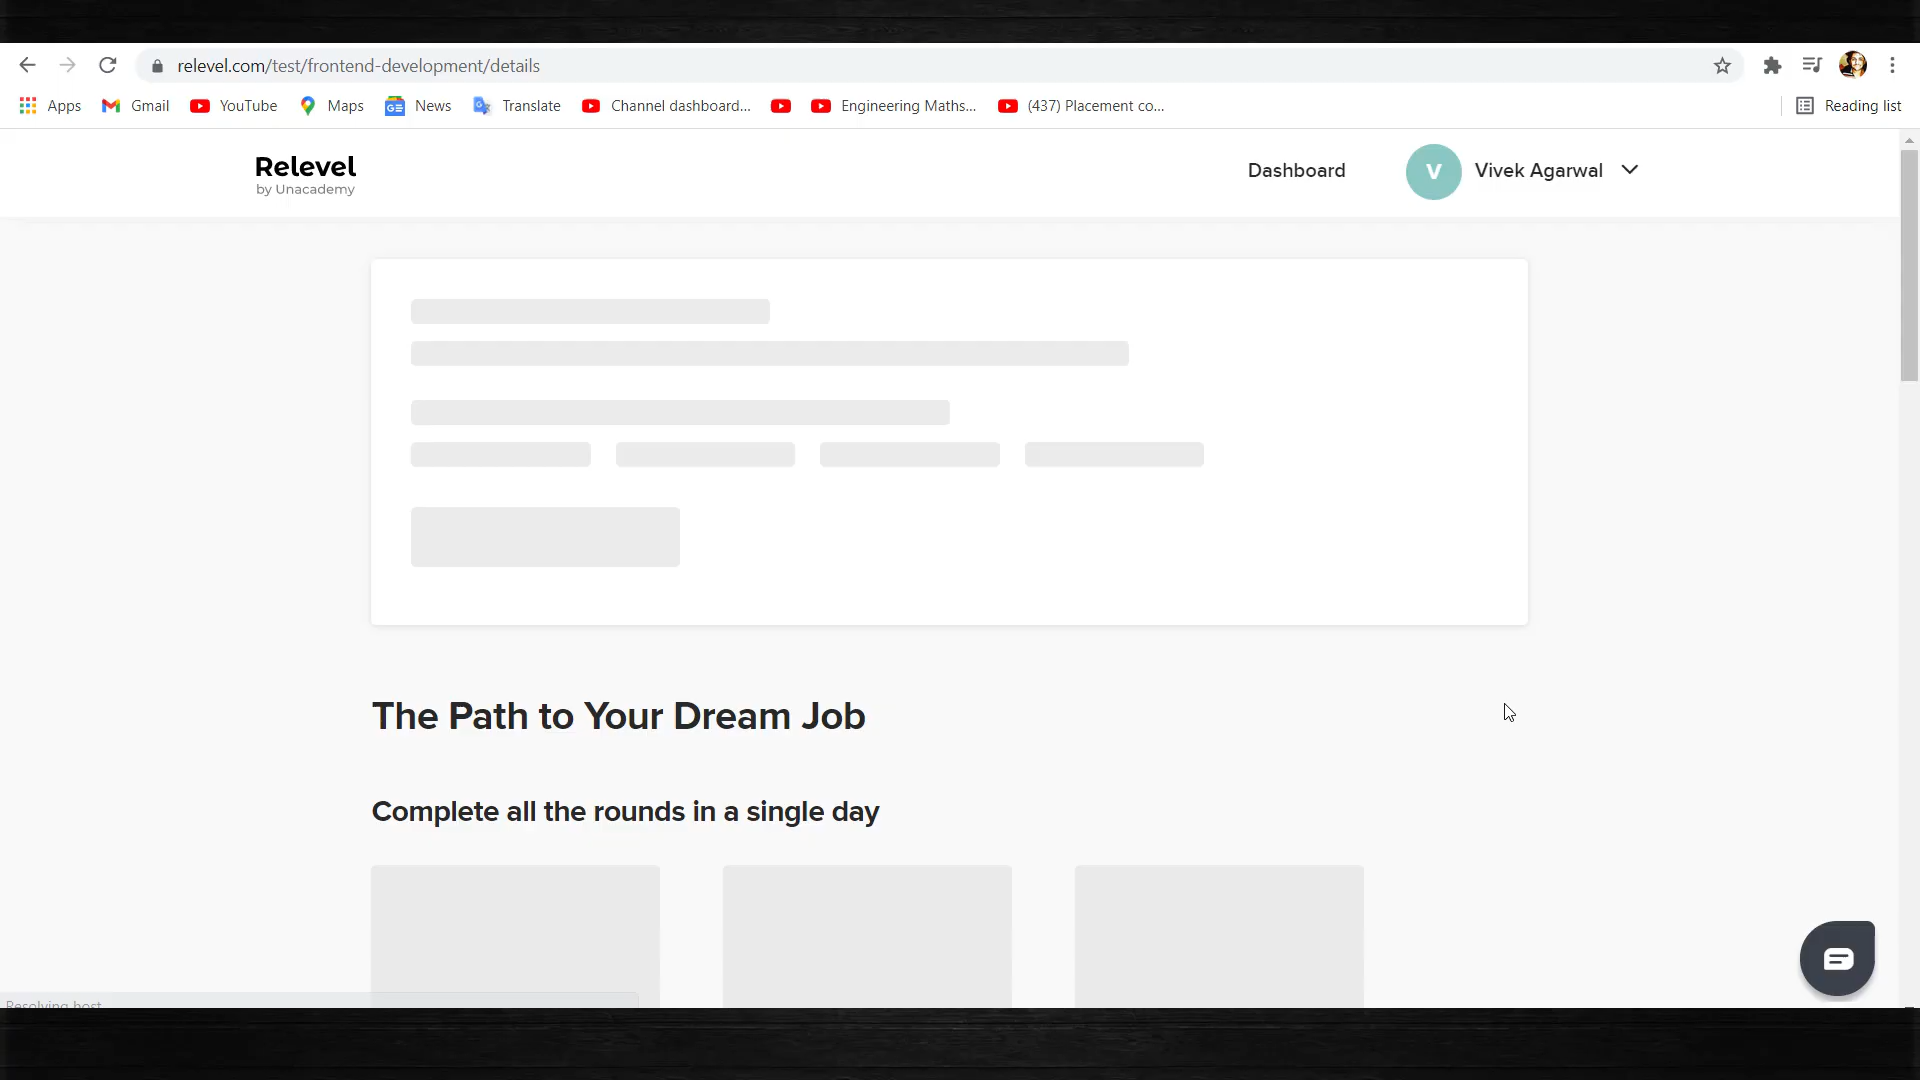 relevel.com/test/frontend-development/details
Apps Gmail YouTube Maps News Translate Channel dashboard... Engineering Maths... (437) Placement co... Reading list
Relevel
by Unacademy
Dashboard
V
Vivek Agarwal
The Path to Your Dream Job
Complete all the rounds in a single day
Resolving host